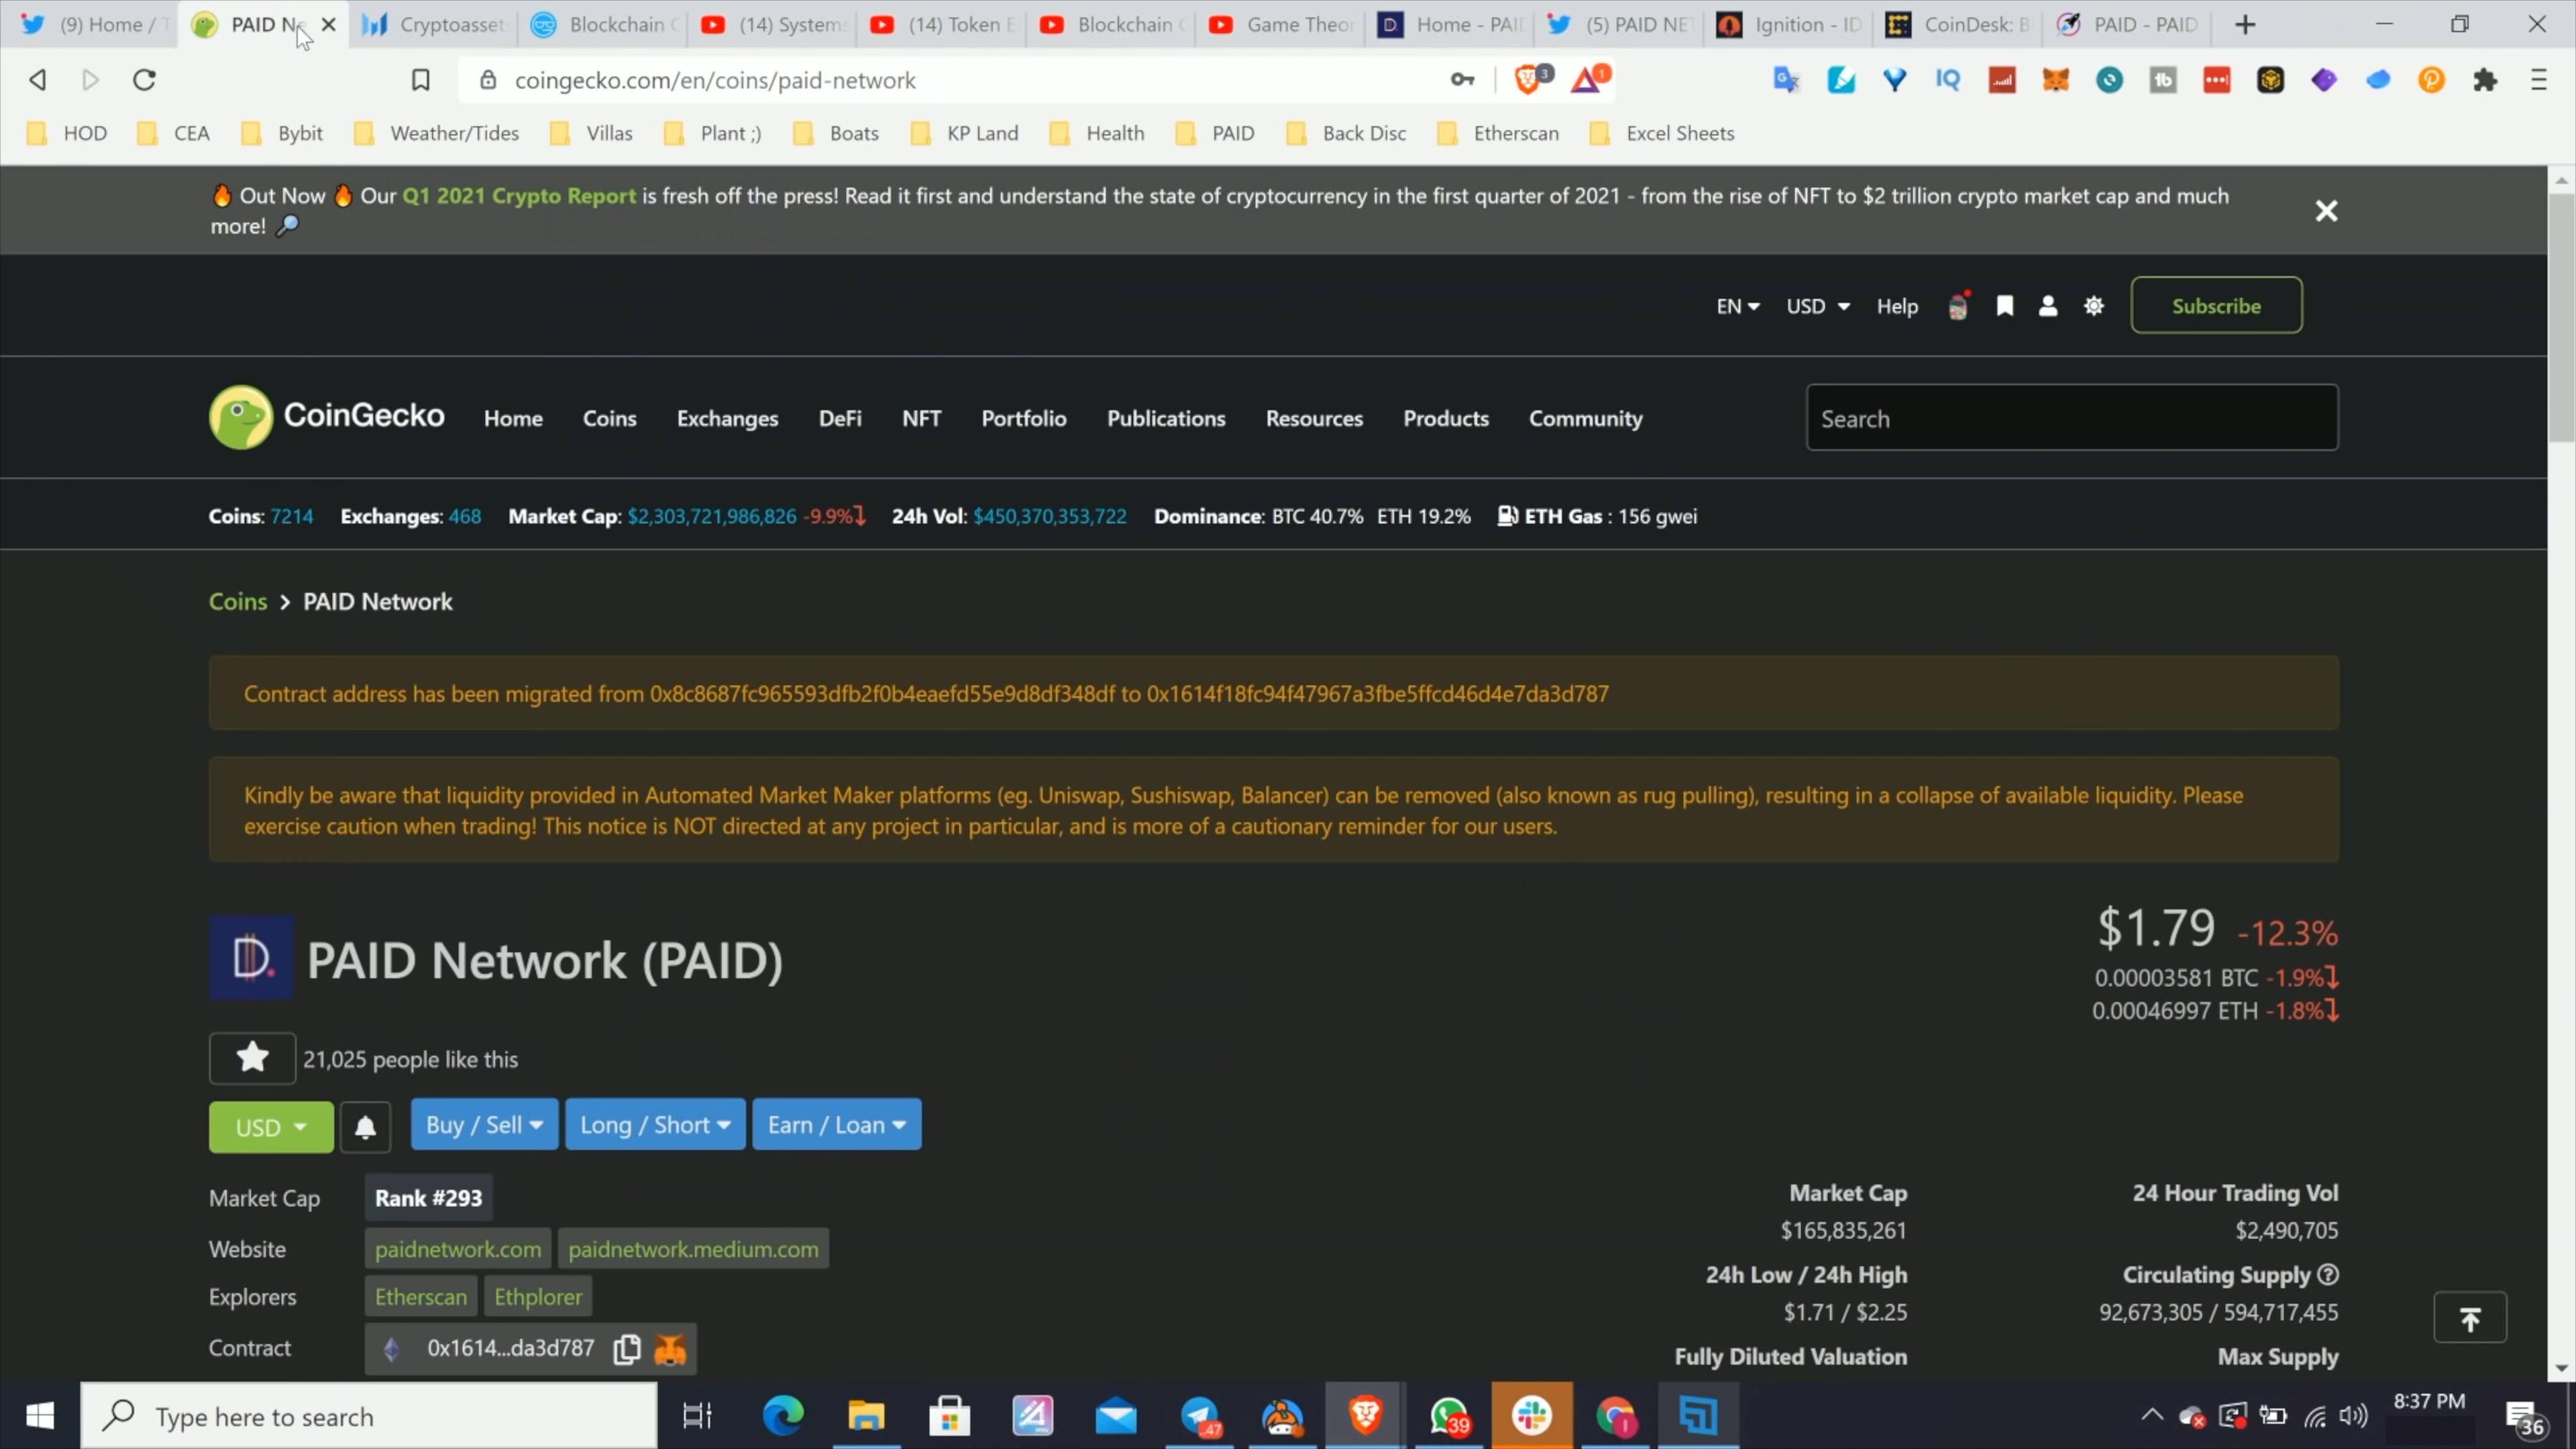 (9) Home / T
PAID Ne
Cryptoasset
Blockchain C
(14) System
(14) Token E
Blockchain C
Game Theor
Home - PAI
(5) PAID NET
Ignition - ID
CoinDesk: B
PAID - PAID
coingecko.com/en/coins/paid-network
3
1
HOD
CEA
Bybit
Weather/Tides
Villas
Plant ;)
Boats
KP Land
Health
PAID
Back Disc
Etherscan
Excel Sheets
🔥 Out Now 🔥 Our Q1 2021 Crypto Report is fresh off the press! Read it first and understand the state of cryptocurrency in the first quarter of 2021 - from the rise of NFT to $2 trillion crypto market cap and much
more! 🔎
EN USD Help Subscribe
CoinGecko Home Coins Exchanges DeFi NFT Portfolio Publications Resources Products Community Search
Coins: 7214 Exchanges: 468 Market Cap: $2,303,721,986,826 -9.9% 24h Vol: $450,370,353,722 Dominance: BTC 40.7% ETH 19.2% ETH Gas : 156 gwei
Coins > PAID Network
Contract address has been migrated from 0x8c8687fc965593dfb2f0b4eaefd55e9d8df348df to 0x1614f18fc94f47967a3fbe5ffcd46d4e7da3d787
Kindly be aware that liquidity provided in Automated Market Maker platforms (eg. Uniswap, Sushiswap, Balancer) can be removed (also known as rug pulling), resulting in a collapse of available liquidity. Please
exercise caution when trading! This notice is NOT directed at any project in particular, and is more of a cautionary reminder for our users.
D. PAID Network (PAID)
$1.79 -12.3%
0.00003581 BTC -1.9%
0.00046997 ETH -1.8%
21,025 people like this
USD Buy / Sell Long / Short Earn / Loan
Market Cap Rank #293
Website paidnetwork.com paidnetwork.medium.com
Explorers Etherscan Ethplorer
Contract 0x1614...da3d787
Market Cap
$165,835,261
24 Hour Trading Vol
$2,490,705
24h Low / 24h High
$1.71 / $2.25
Circulating Supply
92,673,305 / 594,717,455
Fully Diluted Valuation
Max Supply
Type here to search
47
39
8:37 PM
36